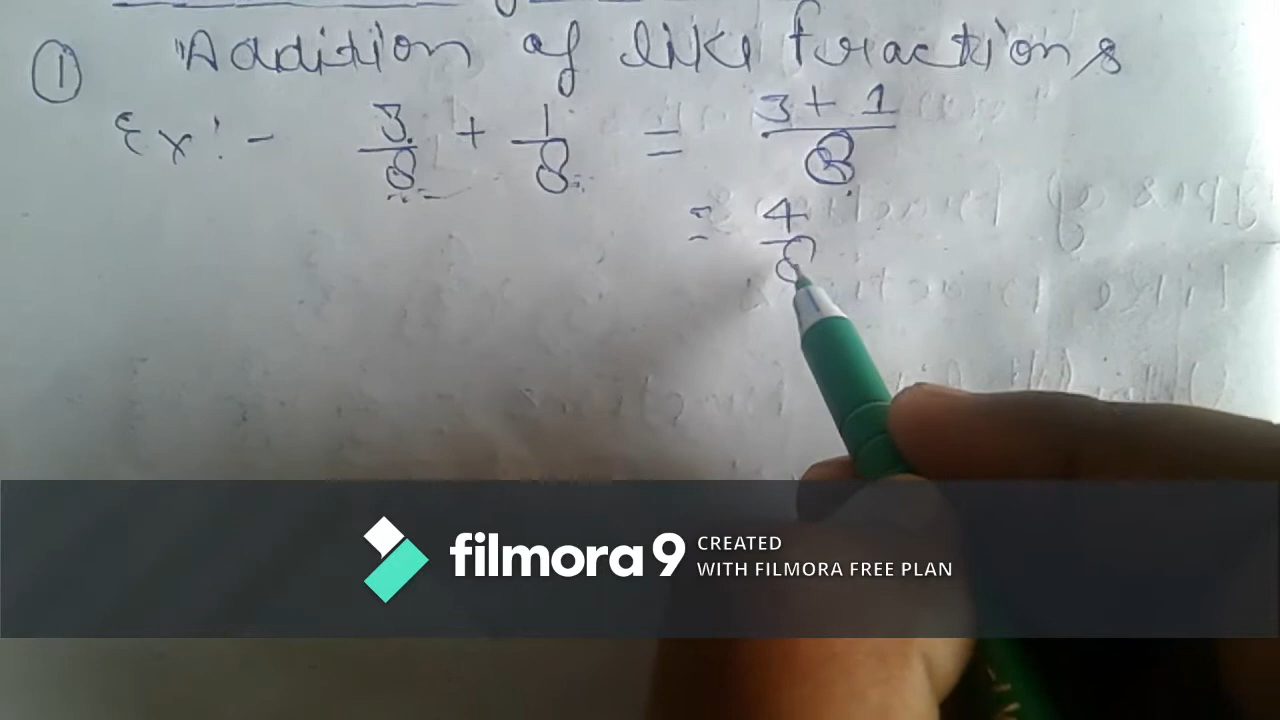 ① Addition of like fractions
Ex:- 3/8 + 1/8 = 3+1/8
= 4/8
filmora 9 CREATED
WITH FILMORA FREE PLAN